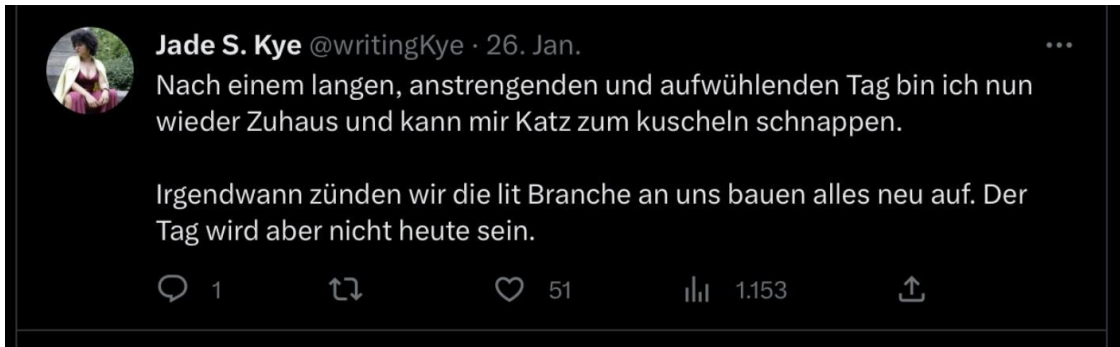 Jade S. Kye @writingKye · 26. Jan.
Nach einem langen, anstrengenden und aufwühlenden Tag bin ich nun
wieder Zuhaus und kann mir Katz zum kuscheln schnappen.
Irgendwann zünden wir die lit Branche an uns bauen alles neu auf. Der
Tag wird aber nicht heute sein.
1 51 1.153